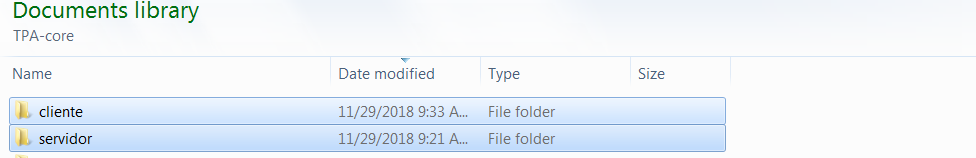 Documents library
TPA-core
Name Date modified Type Size
cliente 11/29/2018 9:33 A... File folder
servidor 11/29/2018 9:21 A... File folder